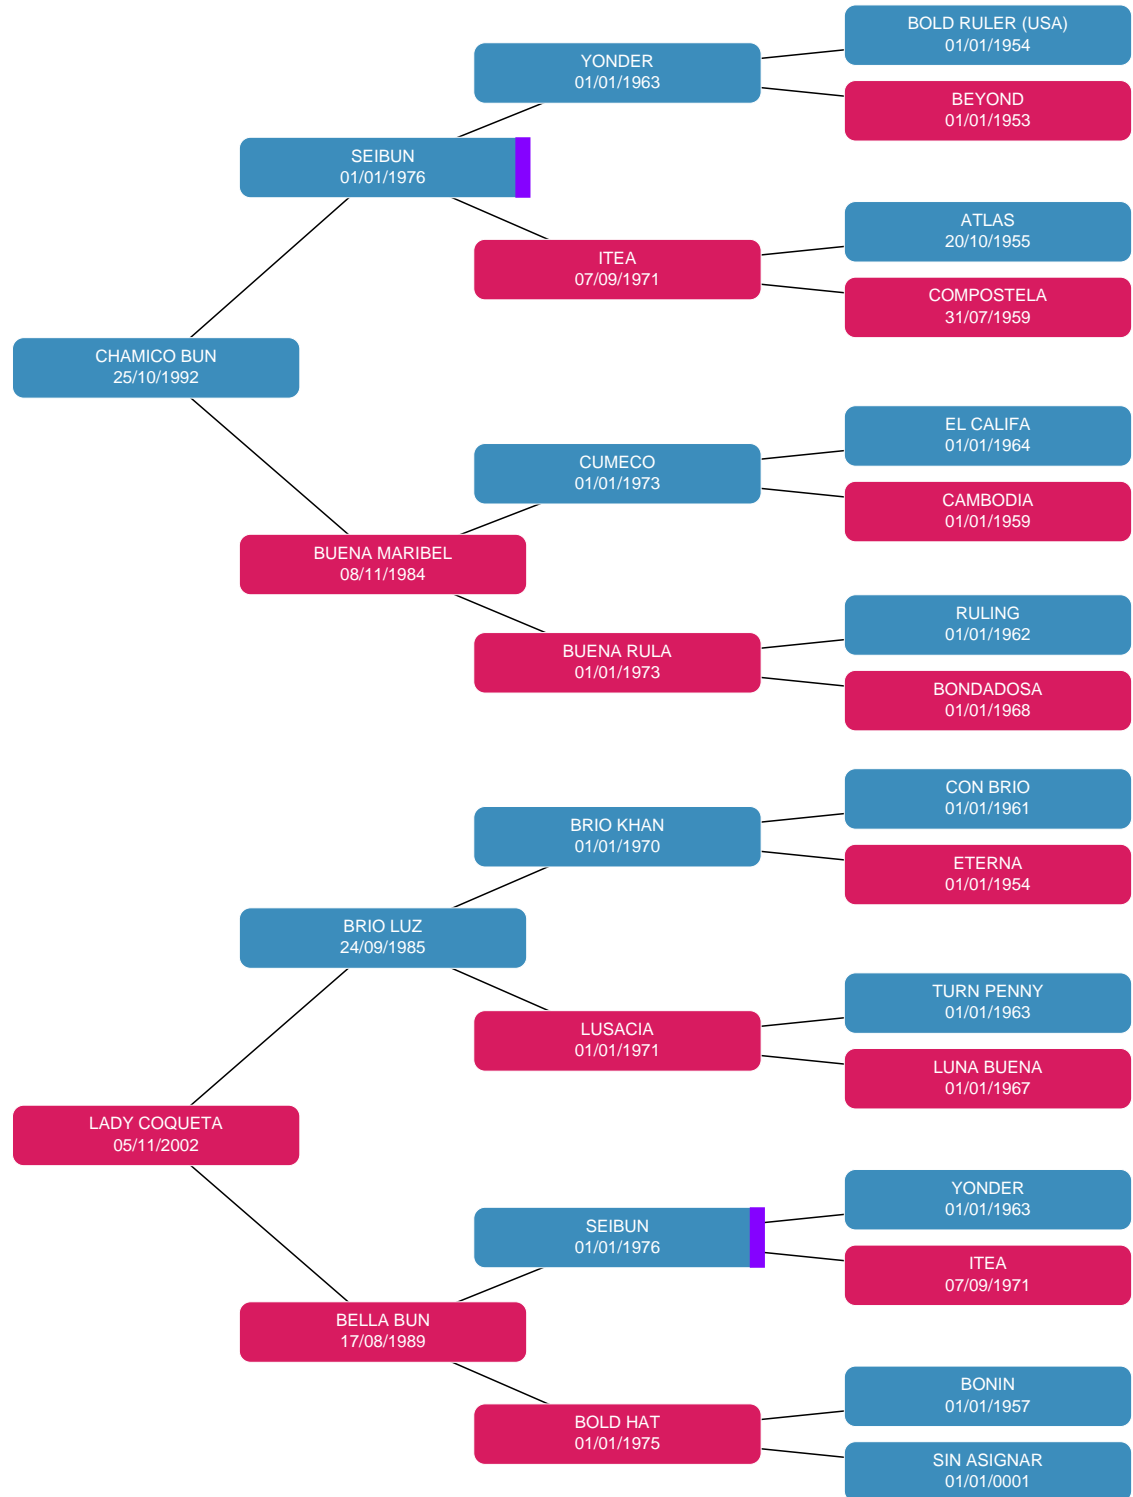 BOLD RULER (USA)
01/01/1954
YONDER
01/01/1963
BEYOND
01/01/1953
SEIBUN
01/01/1976
ATLAS
20/10/1955
ITEA
07/09/1971
COMPOSTELA
31/07/1959
CHAMICO BUN
25/10/1992
EL CALIFA
01/01/1964
CUMECO
01/01/1973
CAMBODIA
01/01/1959
BUENA MARIBEL
08/11/1984
RULING
01/01/1962
BUENA RULA
01/01/1973
BONDADOSA
01/01/1968
CON BRIO
01/01/1961
BRIO KHAN
01/01/1970
ETERNA
01/01/1954
BRIO LUZ
24/09/1985
TURN PENNY
01/01/1963
LUSACIA
01/01/1971
LUNA BUENA
01/01/1967
LADY COQUETA
05/11/2002
YONDER
01/01/1963
SEIBUN
01/01/1976
ITEA
07/09/1971
BELLA BUN
17/08/1989
BONIN
01/01/1957
BOLD HAT
01/01/1975
SIN ASIGNAR
01/01/0001